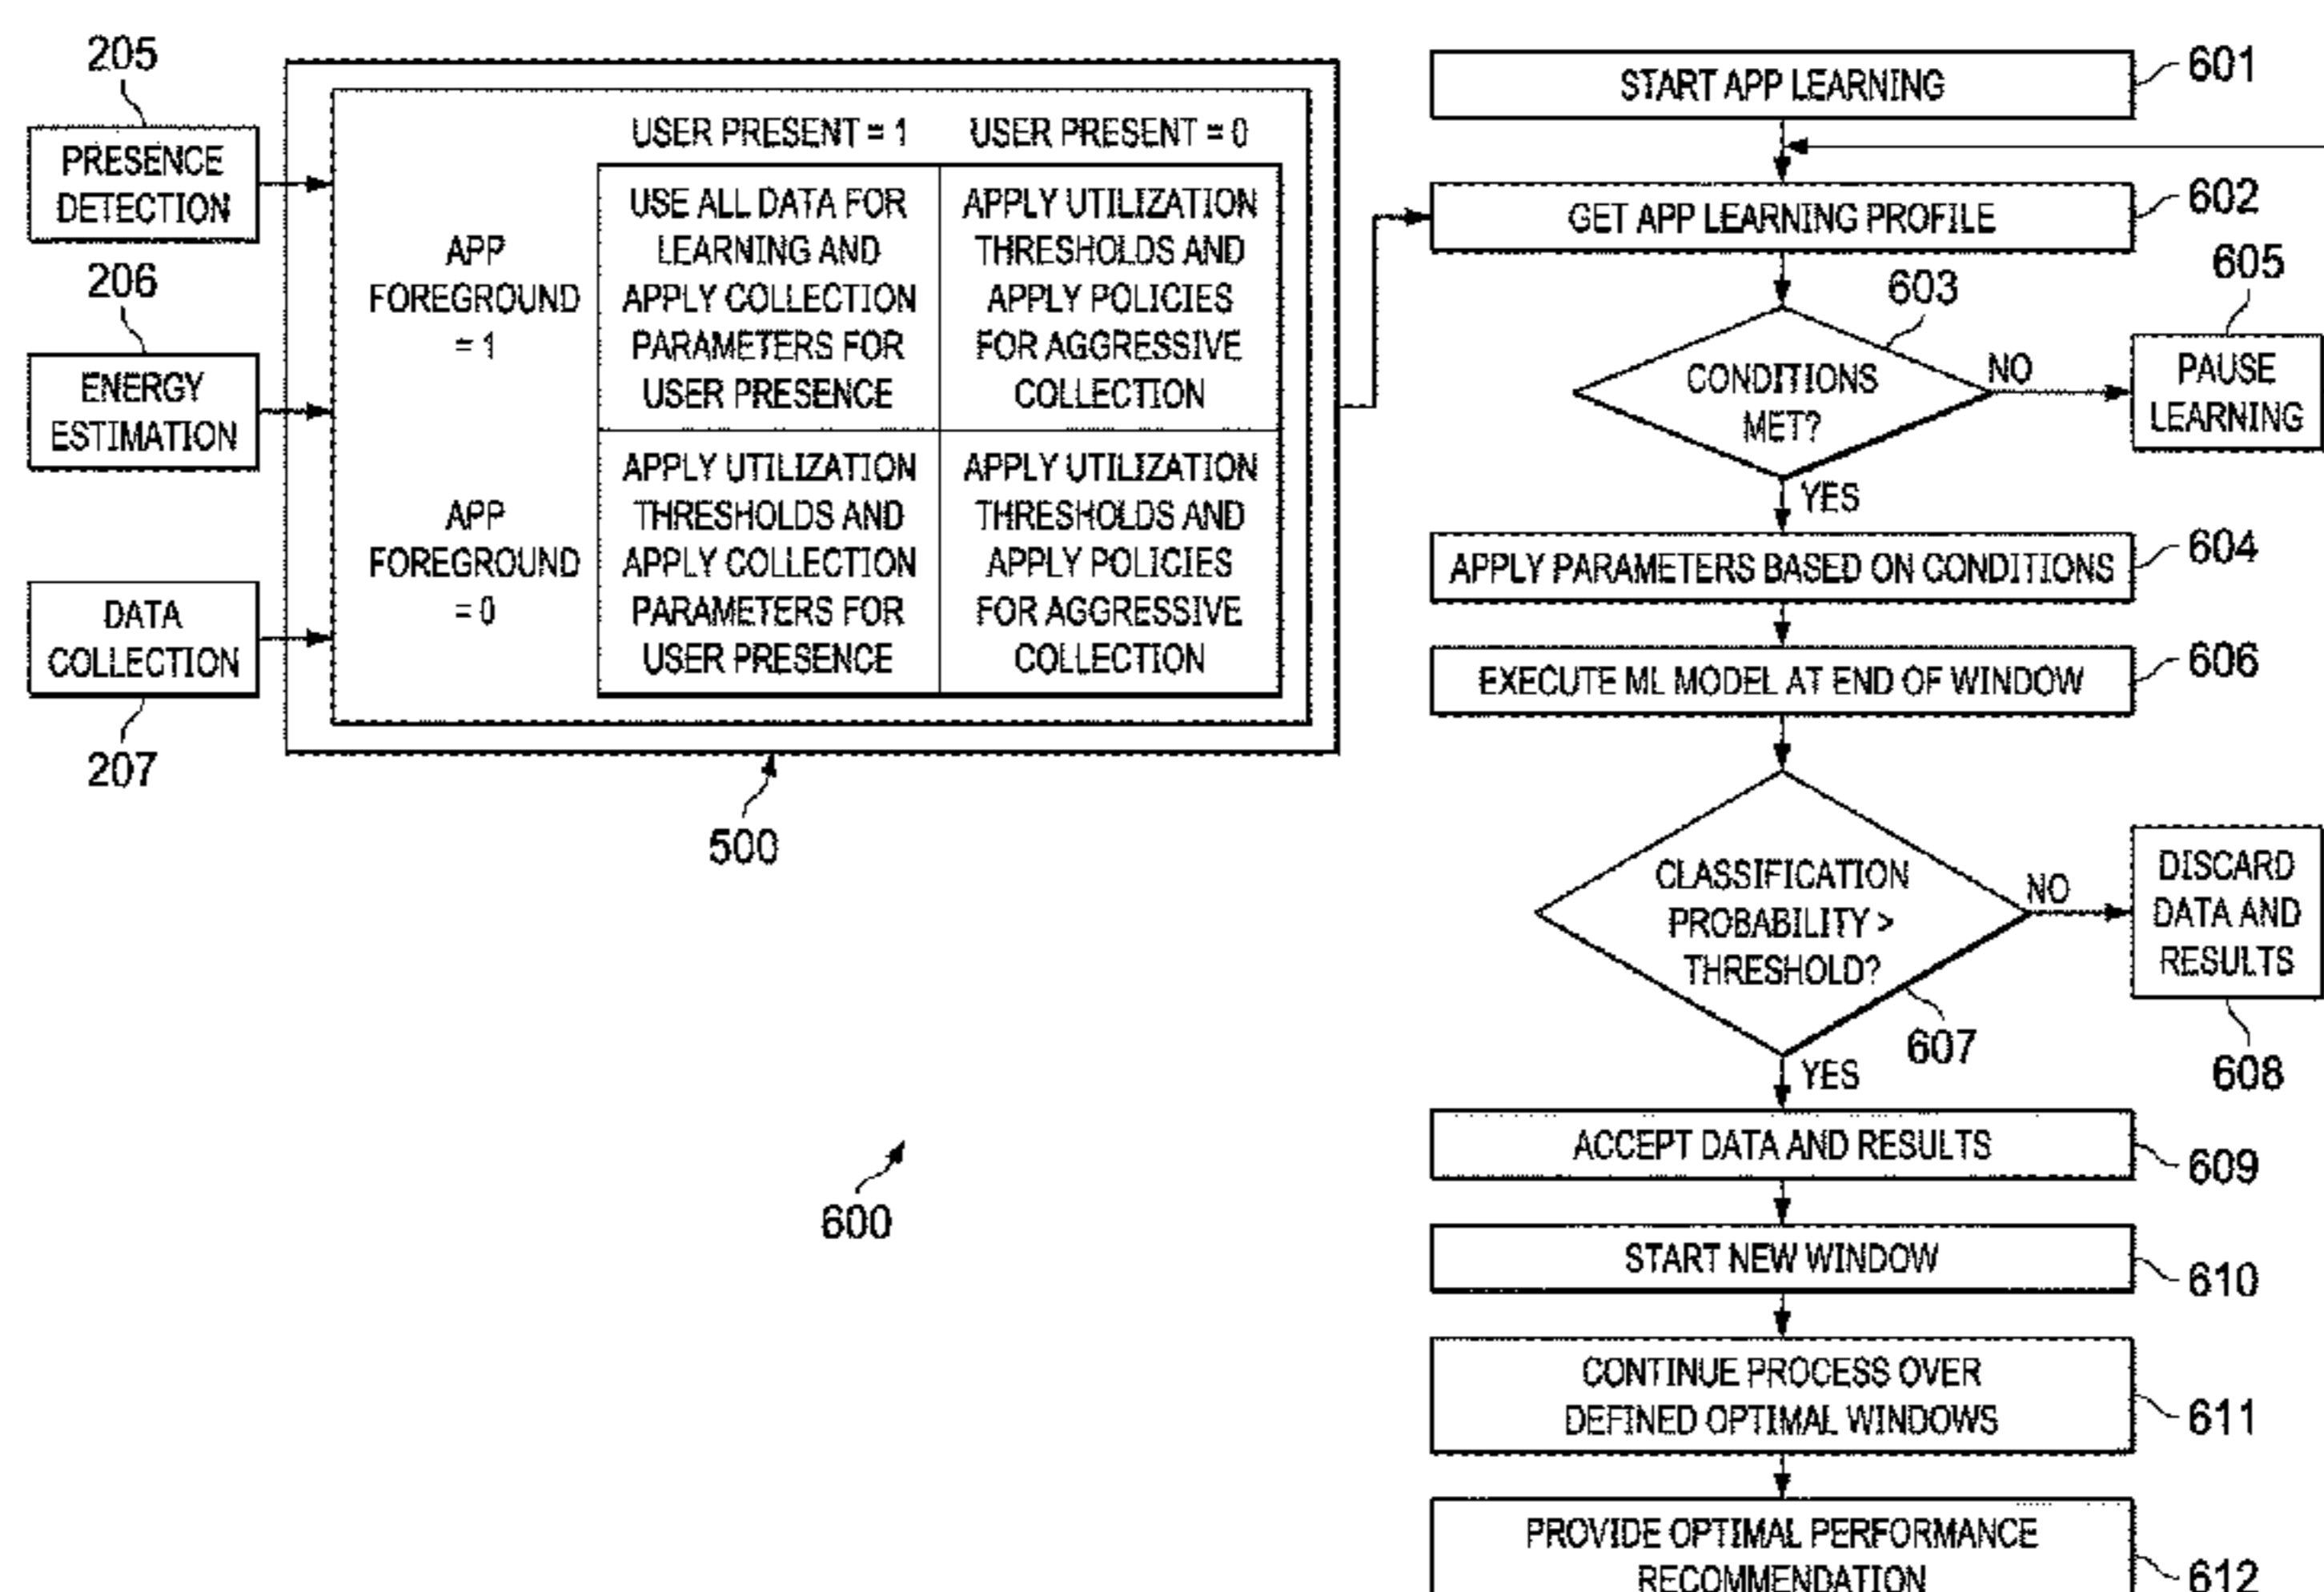 205
PRESENCE
DETECTION
206
ENERGY
ESTIMATION
DATA
COLLECTION
207
USER PRESENT = 1
USER PRESENT = 0
APP
FOREGROUND
= 1
USE ALL DATA FOR
LEARNING AND
APPLY COLLECTION
PARAMETERS FOR
USER PRESENCE
APPLY UTILIZATION
THRESHOLDS AND
APPLY POLICIES
FOR AGGRESSIVE
COLLECTION
APP
FOREGROUND
= 0
APPLY UTILIZATION
THRESHOLDS AND
APPLY COLLECTION
PARAMETERS FOR
USER PRESENCE
APPLY UTILIZATION
THRESHOLDS AND
APPLY POLICIES
FOR AGGRESSIVE
COLLECTION
500
600
START APP LEARNING
601
GET APP LEARNING PROFILE
602
603
CONDITIONS
MET?
NO
605
PAUSE
LEARNING
YES
APPLY PARAMETERS BASED ON CONDITIONS
604
EXECUTE ML MODEL AT END OF WINDOW
606
CLASSIFICATION
PROBABILITY >
THRESHOLD?
607
NO
DISCARD
DATA AND
RESULTS
608
YES
ACCEPT DATA AND RESULTS
609
START NEW WINDOW
610
CONTINUE PROCESS OVER
DEFINED OPTIMAL WINDOWS
611
PROVIDE OPTIMAL PERFORMANCE
RECOMMENDATION
612